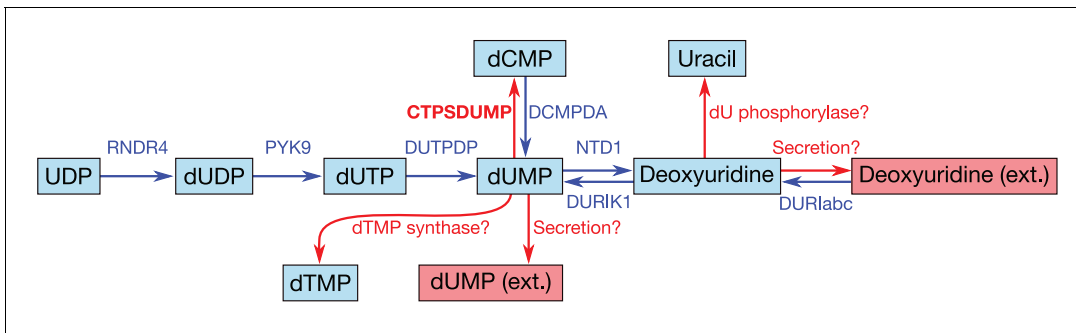 dCMP
Uracil
CTPSDUMP
DCMPDA
dU phosphorylase?
RNDR4
PYK9
DUTPDP
NTD1
Secretion?
UDP
dUDP
dUTP
dUMP
Deoxyuridine
Deoxyuridine (ext.)
DURIK1
DURIabc
dTMP synthase?
Secretion?
dTMP
dUMP (ext.)